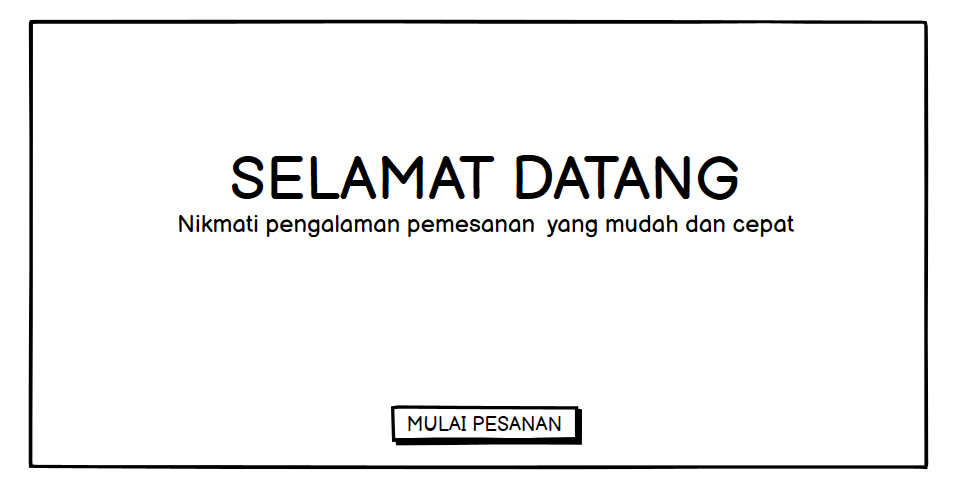 SELAMAT DATANG
Nikmati pengalaman pemesanan  yang mudah dan cepat
MULAI PESANAN